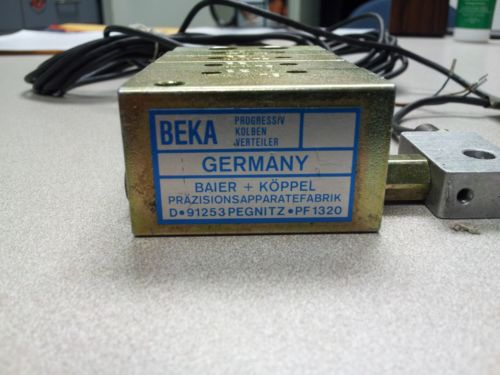 BEKA
PROGRESSIV
KOLBEN
VERTEILER
GERMANY
BAIER + KÖPPEL
PRÄZISIONSAPPARATEFABRIK
D•91253 PEGNITZ•PF 1320